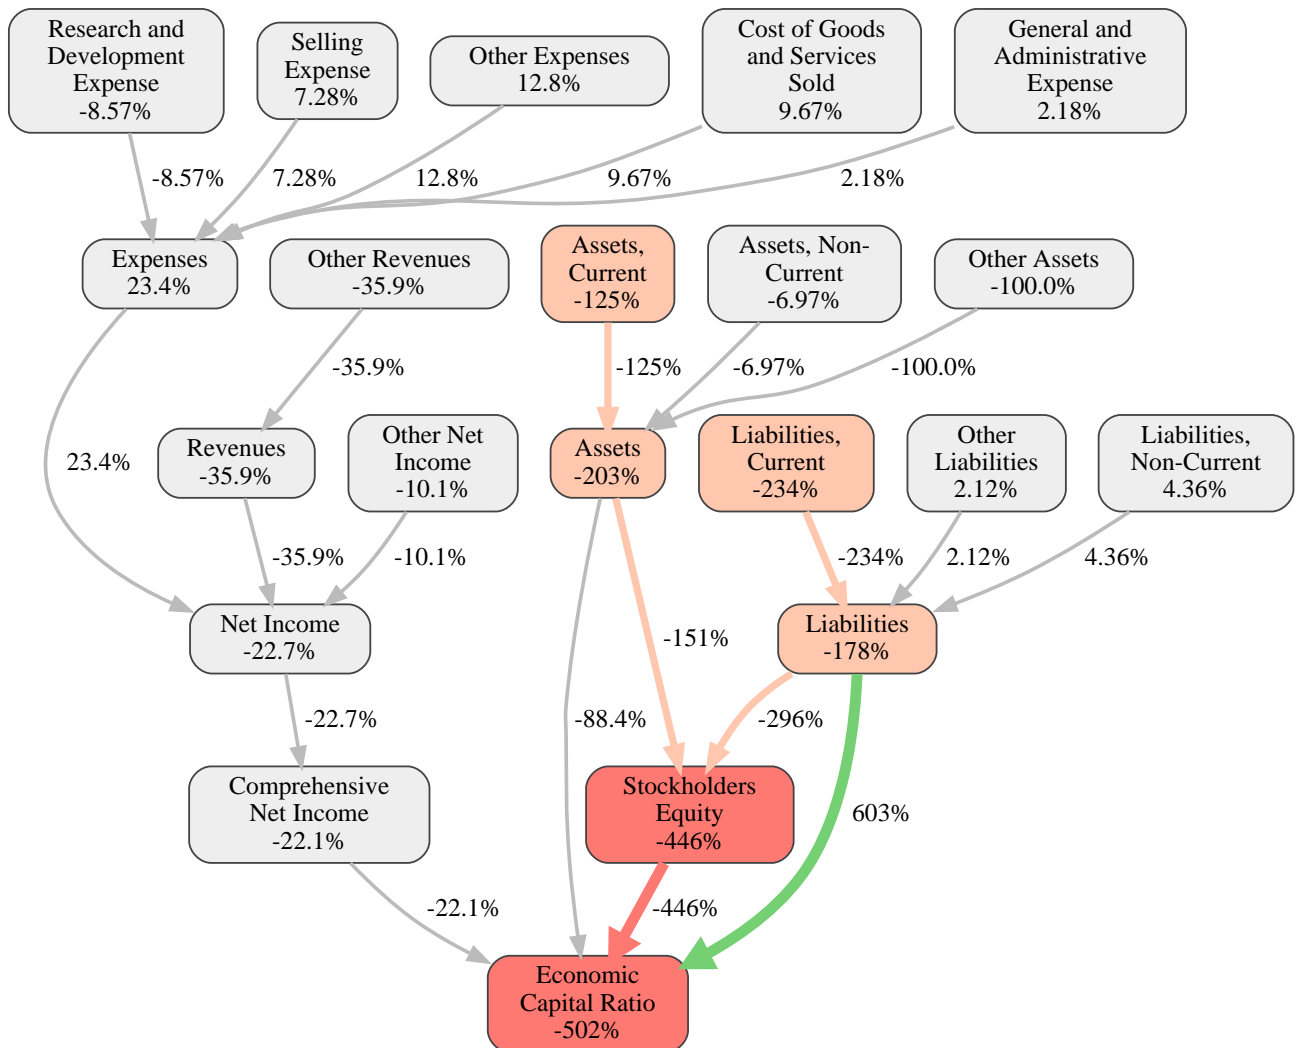 Research and
Development
Expense
-8.57%
Selling
Expense
7.28%
Other Expenses
12.8%
Cost of Goods
and Services
Sold
9.67%
General and
Administrative
Expense
2.18%
-8.57%
7.28%
12.8%
9.67%
2.18%
Expenses
23.4%
Other Revenues
-35.9%
Assets,
Current
-125%
Assets, Non-
Current
-6.97%
Other Assets
-100.0%
-35.9%
-125%
-6.97%
-100.0%
23.4%
Revenues
-35.9%
Other Net
Income
-10.1%
Assets
-203%
Liabilities,
Current
-234%
Other
Liabilities
2.12%
Liabilities,
Non-Current
4.36%
-35.9%
-10.1%
-234%
2.12%
4.36%
Net Income
-22.7%
-151%
Liabilities
-178%
-22.7%
-88.4%
-296%
Comprehensive
Net Income
-22.1%
Stockholders
Equity
-446%
603%
-22.1%
-446%
Economic
Capital Ratio
-502%